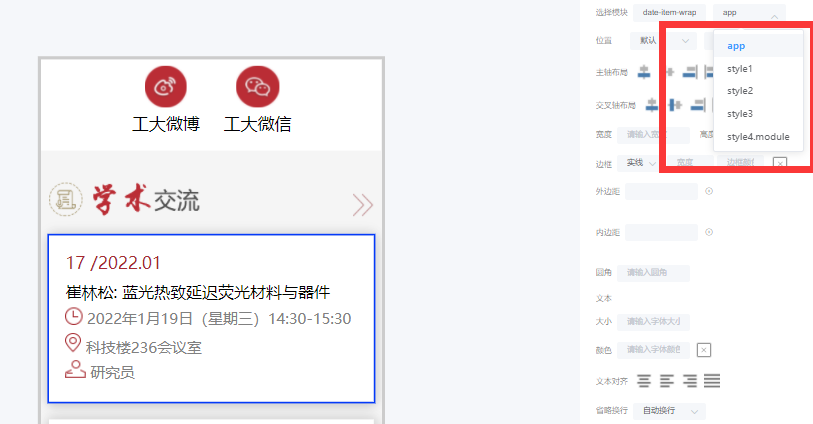 选择模块 date-item-wrap app
位置 默认
app
style1
style2
style3
style4.module
主轴布局
交叉轴布局
宽度 请输入宽度 高度
边框 实线 宽度 边框颜色
外边距
内边距
圆角 请输入圆角
文本
大小 请输入字体大小
颜色 请输入字体颜色
文本对齐
省略换行 自动换行
工大微博 工大微信
学术交流
17 /2022.01
崔林松: 蓝光热致延迟荧光材料与器件
2022年1月19日（星期三）14:30-15:30
科技楼236会议室
研究员